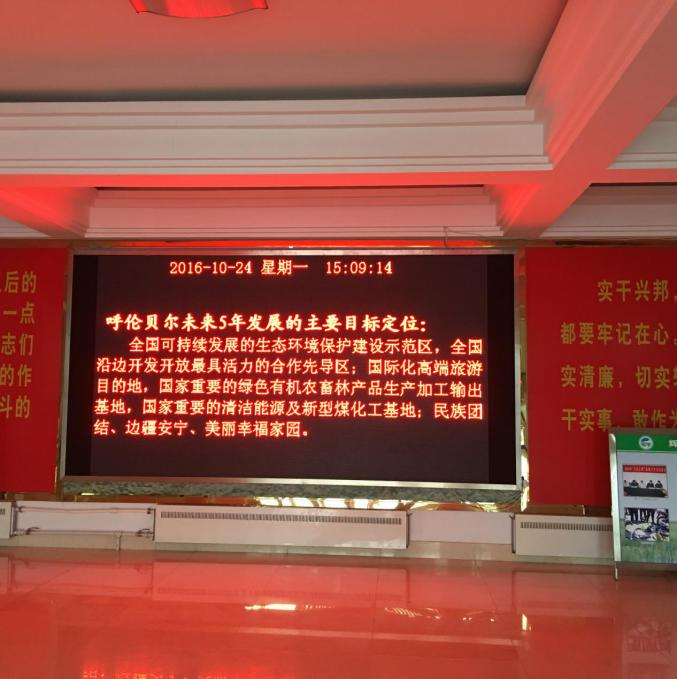 2016-10-24 星期一 15:09:14
呼伦贝尔未来5年发展的主要目标定位:
全国可持续发展的生态环境保护建设示范区,全国
沿边开发开放最具活力的合作先导区;国际化高端旅游
目的地,国家重要的绿色有机农畜林产品生产加工输出
基地,国家重要的清洁能源及新型煤化工基地;民族团
结、边疆安宁、美丽幸福家园。
后的
一点
志们
的作
斗的
实干兴邦,
都要牢记在心
实清廉,切实
干实事,敢作
辉